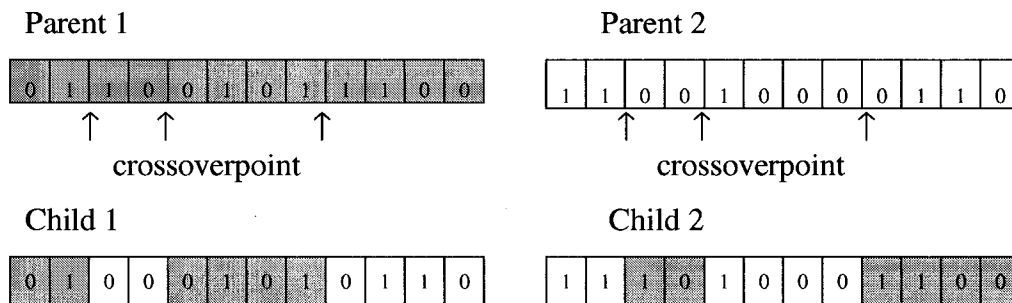 Parent 1 Parent 2
0 1 1 0 0 1 0 1 1 1 0 0 1 1 0 0 1 0 0 0 0 1 1 0
crossoverpoint crossoverpoint
Child 1 Child 2
0 1 0 0 0 1 0 1 0 1 1 0 1 1 1 0 1 0 0 0 1 1 0 0